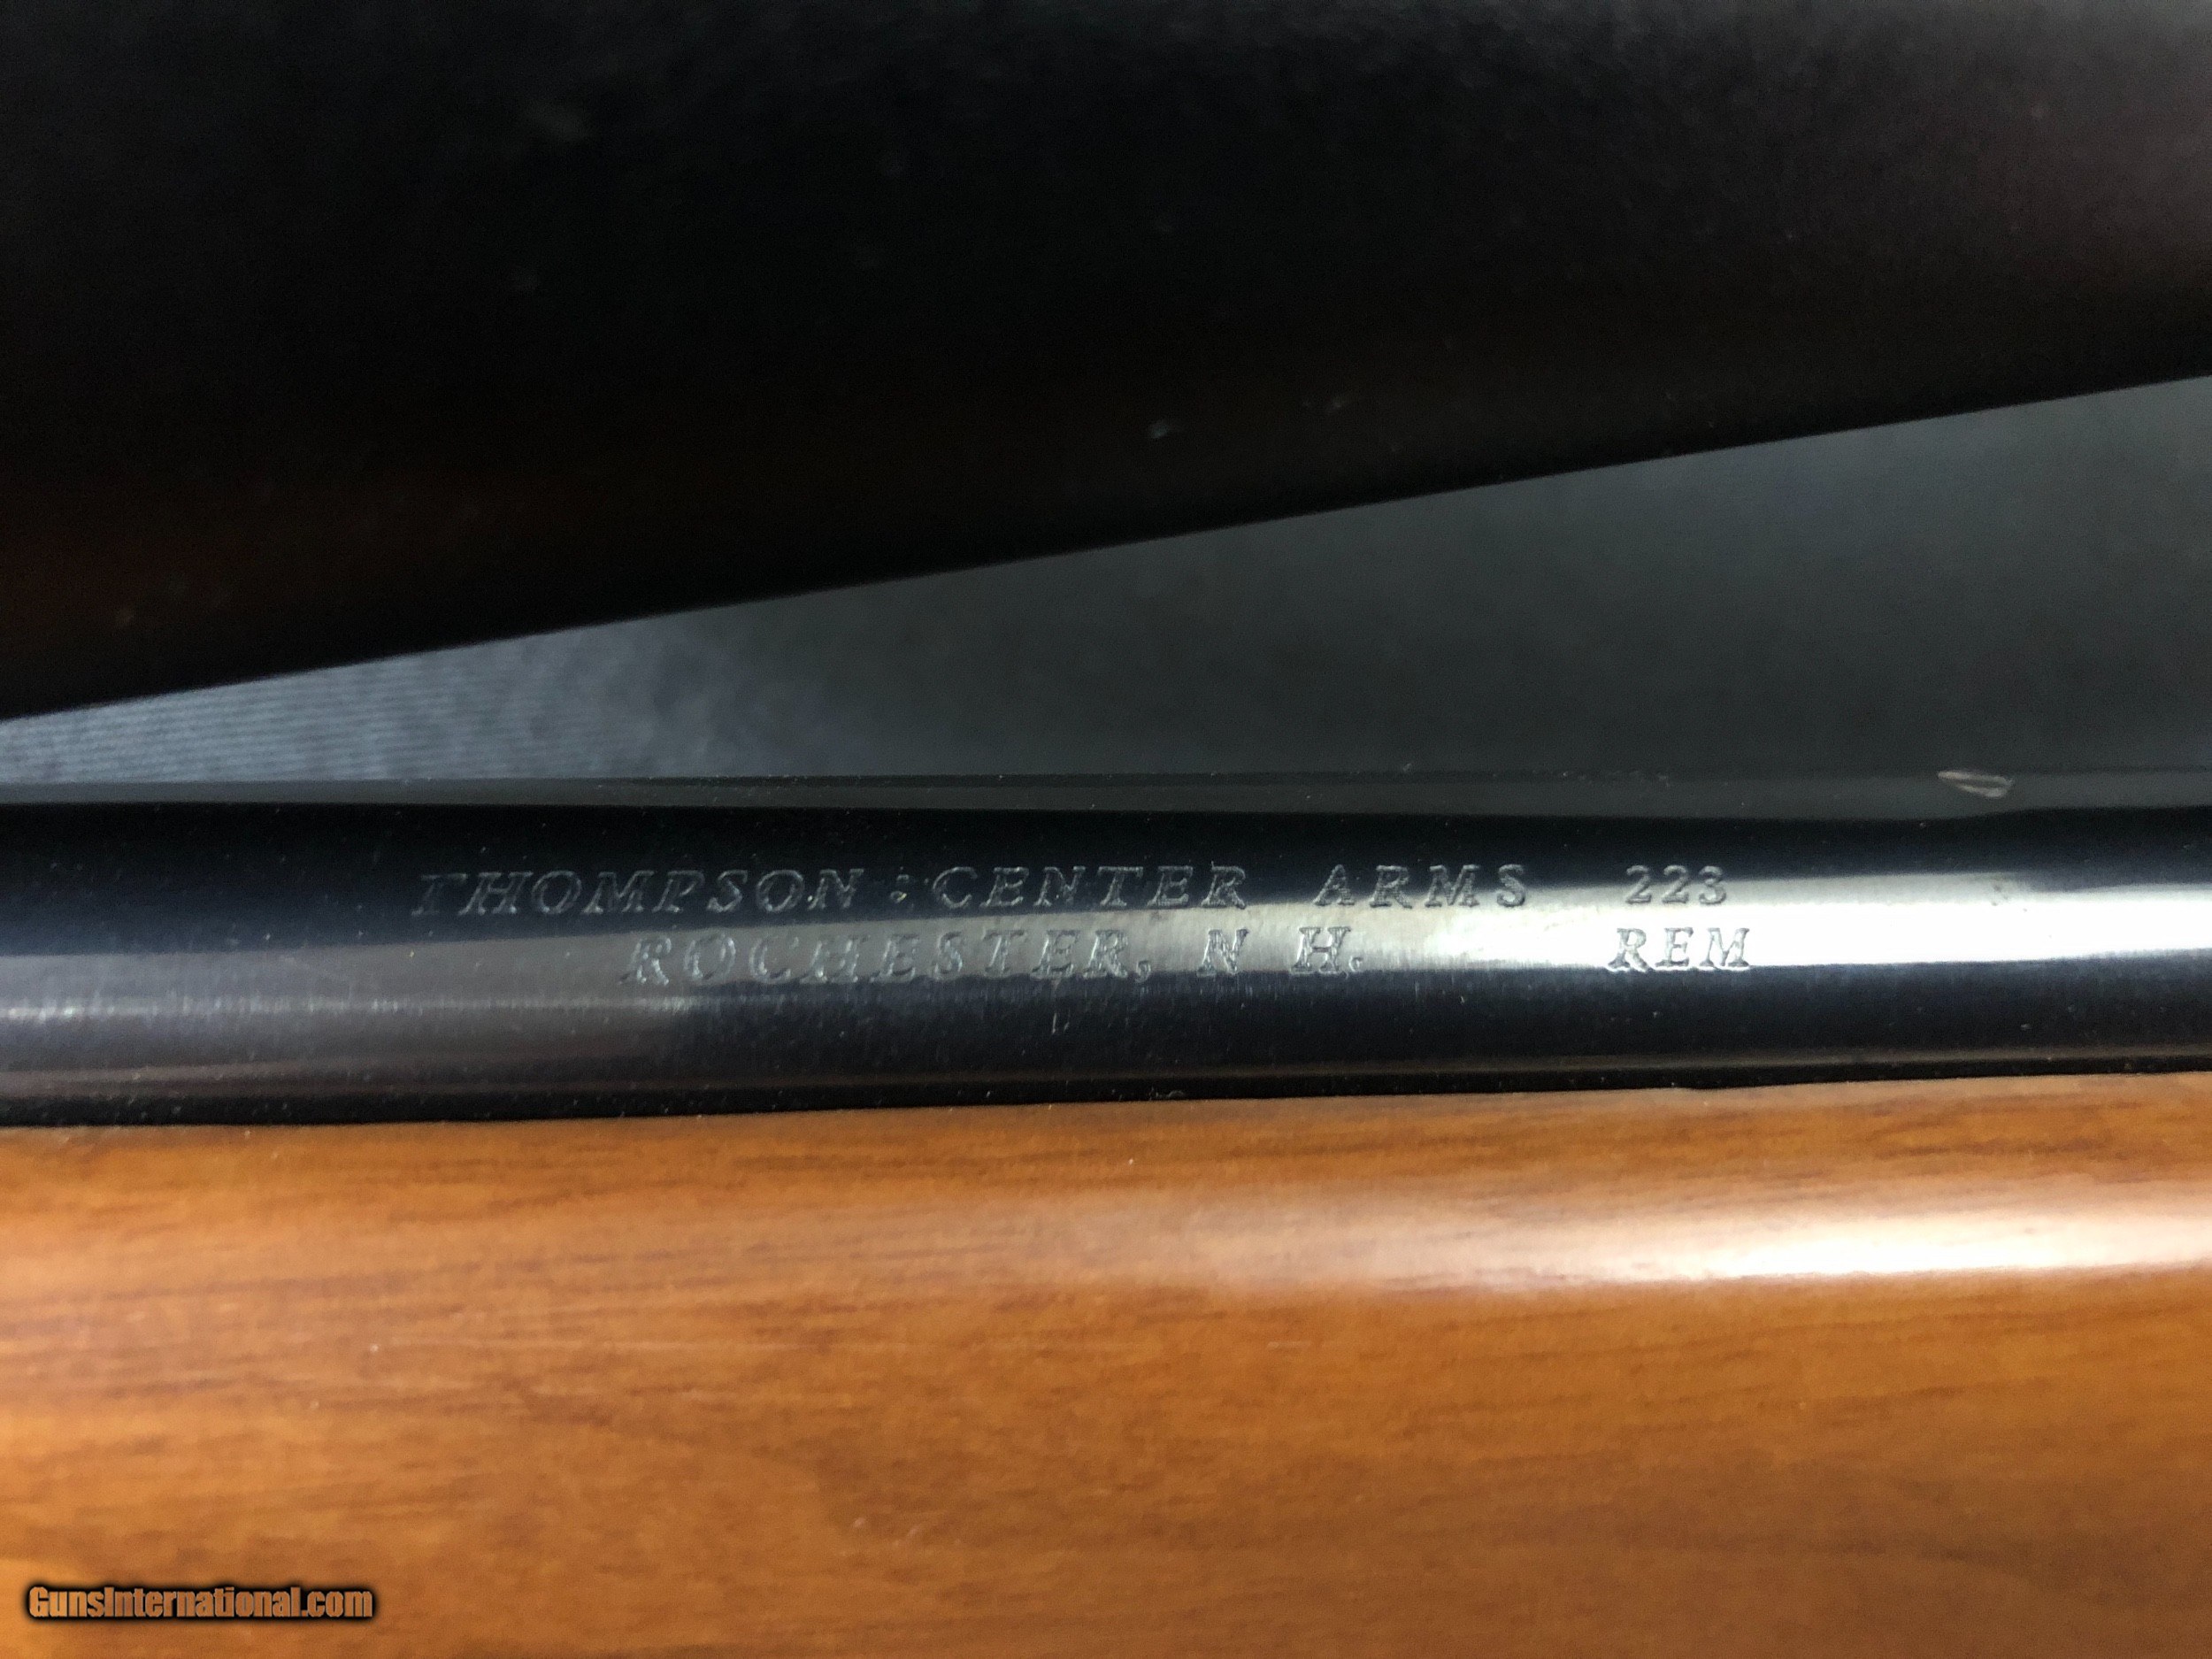 THOMPSON : CENTER ARMS 223
ROCHESTER, N H. REM
GunsInternational.com